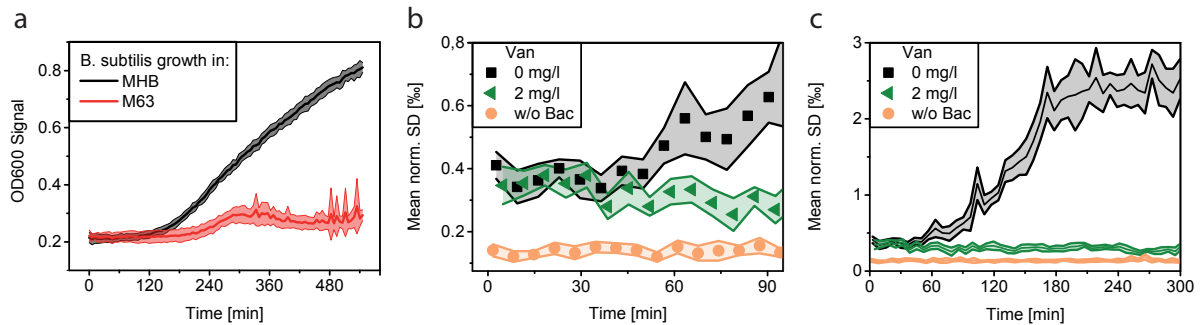 a
B. subtilis growth in:
MHB
M63
OD600 Signal
0.8
0.6
0.4
0.2
0 120 240 360 480
Time [min]
b
Van
0 mg/l
2 mg/l
w/o Bac
Mean norm. SD [‰]
0.8
0.6
0.4
0.2
0 30 60 90
Time [min]
c
Van
0 mg/l
2 mg/l
w/o Bac
Mean norm. SD [‰]
3
2
1
0
0 60 120 180 240 300
Time [min]